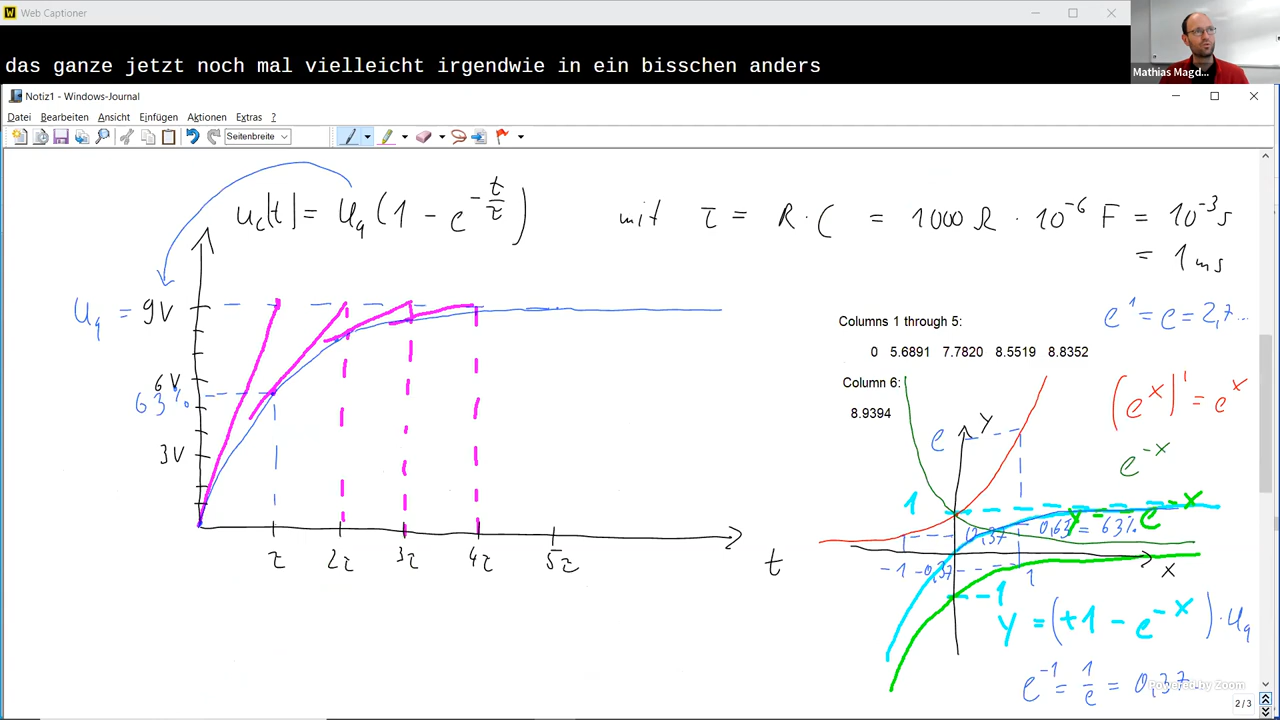 Web Captioner
das ganze jetzt noch mal vielleicht irgendwie in ein bisschen anders
Mathias Magd...
Notiz1 - Windows-Journal
Datei Bearbeiten Ansicht Einfügen Aktionen Extras ?
Seitenbreite
u_c(t) = U_q (1 - e^{-t/τ})
mit τ = R · C = 1000 Ω · 10^{-6} F = 10^{-3} s
= 1 ms
U_q = 9V
6V
63%
3V
τ 2τ 3τ 4τ 5τ
t
e^1 = e = 2,7...
Columns 1 through 5:
0 5.6891 7.7820 8.5519 8.8352
Column 6:
8.9394
(e^x)' = e^x
e^{-x}
y
e
1
y = -e^{-x}
0,37 0,63 = 63%
-1 -0,37 1 x
-1
y = (+1 - e^{-x}) · U_q
e^{-1} = 1/e = 0,37
Powered by Zoom
2 / 3